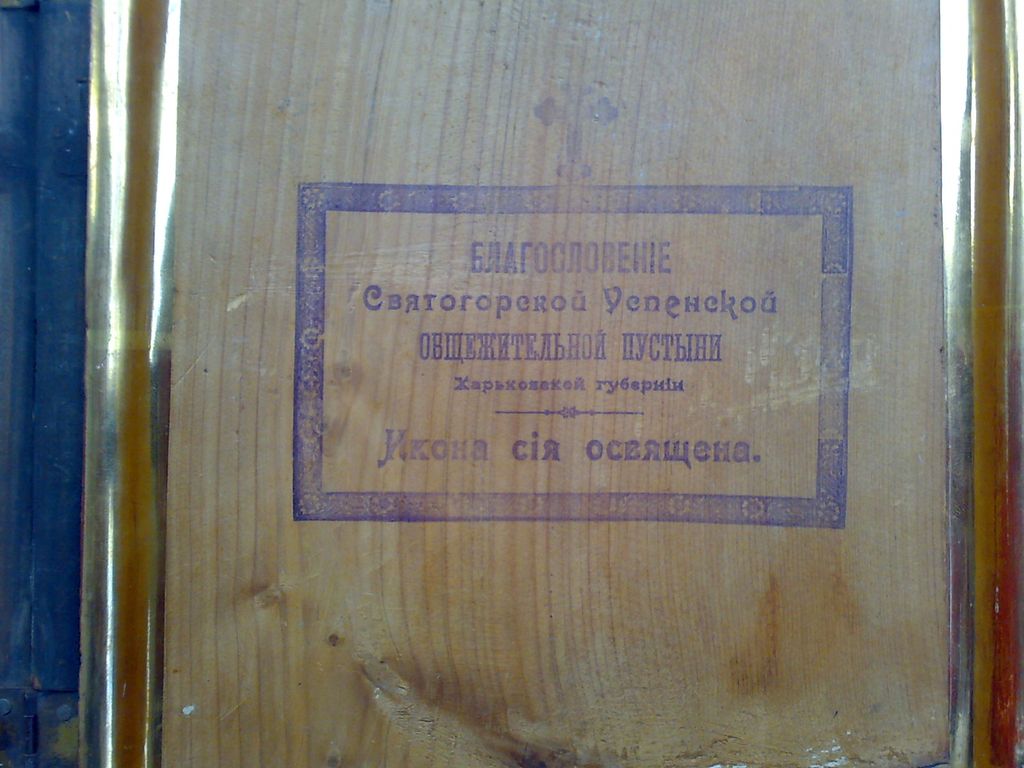 БЛАГОСЛОВЕНІЕ
Святогорской Успенской
ОБЩЕЖИТЕЛЬНОЙ ПУСТЫНИ
Харьковской губерніи
Икона сія освящена.